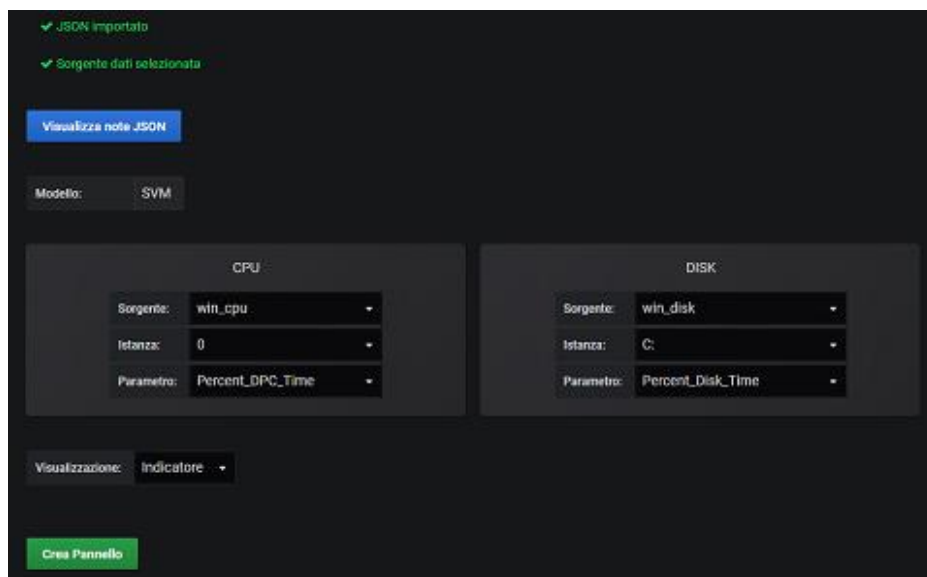 ✔ JSON importato
✔ Sorgente dati selezionata
Visualizza note JSON
Modello: SVM
CPU
Sorgente: win_cpu
Istanza: 0
Parametro: Percent_DPC_Time
DISK
Sorgente: win_disk
Istanza: C:
Parametro: Percent_Disk_Time
Visualizzazione: Indicatore
Crea Pannello